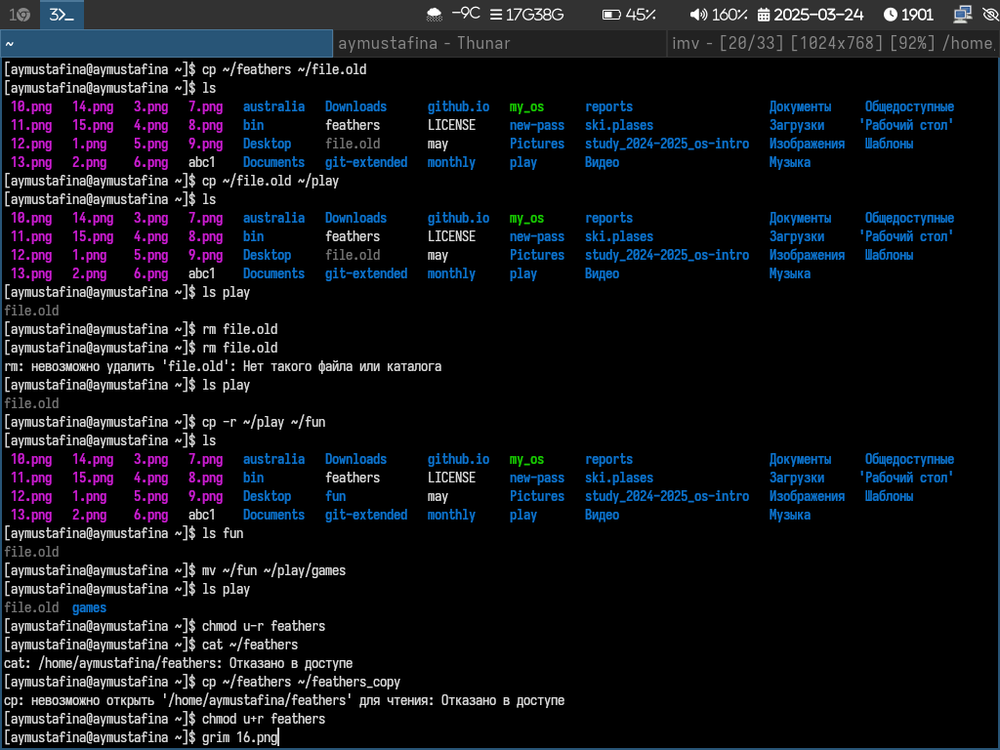 1 3 -9C 17G38G 45% 160% 2025-03-24 1901
~ aymustafina - Thunar imv - [20/33] [1024x768] [92%] /home
[aymustafina@aymustafina ~]$ cp ~/feathers ~/file.old
[aymustafina@aymustafina ~]$ ls
10.png 14.png 3.png 7.png australia Downloads github.io my_os reports Документы Общедоступные
11.png 15.png 4.png 8.png bin feathers LICENSE new-pass ski.plases Загрузки 'Рабочий стол'
12.png 1.png 5.png 9.png Desktop file.old may Pictures study_2024-2025_os-intro Изображения Шаблоны
13.png 2.png 6.png abc1 Documents git-extended monthly play Видео Музыка
[aymustafina@aymustafina ~]$ cp ~/file.old ~/play
[aymustafina@aymustafina ~]$ ls
10.png 14.png 3.png 7.png australia Downloads github.io my_os reports Документы Общедоступные
11.png 15.png 4.png 8.png bin feathers LICENSE new-pass ski.plases Загрузки 'Рабочий стол'
12.png 1.png 5.png 9.png Desktop file.old may Pictures study_2024-2025_os-intro Изображения Шаблоны
13.png 2.png 6.png abc1 Documents git-extended monthly play Видео Музыка
[aymustafina@aymustafina ~]$ ls play
file.old
[aymustafina@aymustafina ~]$ rm file.old
[aymustafina@aymustafina ~]$ rm file.old
rm: невозможно удалить 'file.old': Нет такого файла или каталога
[aymustafina@aymustafina ~]$ ls play
file.old
[aymustafina@aymustafina ~]$ cp -r ~/play ~/fun
[aymustafina@aymustafina ~]$ ls
10.png 14.png 3.png 7.png australia Downloads github.io my_os reports Документы Общедоступные
11.png 15.png 4.png 8.png bin feathers LICENSE new-pass ski.plases Загрузки 'Рабочий стол'
12.png 1.png 5.png 9.png Desktop fun may Pictures study_2024-2025_os-intro Изображения Шаблоны
13.png 2.png 6.png abc1 Documents git-extended monthly play Видео Музыка
[aymustafina@aymustafina ~]$ ls fun
file.old
[aymustafina@aymustafina ~]$ mv ~/fun ~/play/games
[aymustafina@aymustafina ~]$ ls play
file.old games
[aymustafina@aymustafina ~]$ chmod u-r feathers
[aymustafina@aymustafina ~]$ cat ~/feathers
cat: /home/aymustafina/feathers: Отказано в доступе
[aymustafina@aymustafina ~]$ cp ~/feathers ~/feathers_copy
cp: невозможно открыть '/home/aymustafina/feathers' для чтения: Отказано в доступе
[aymustafina@aymustafina ~]$ chmod u+r feathers
[aymustafina@aymustafina ~]$ grim 16.png